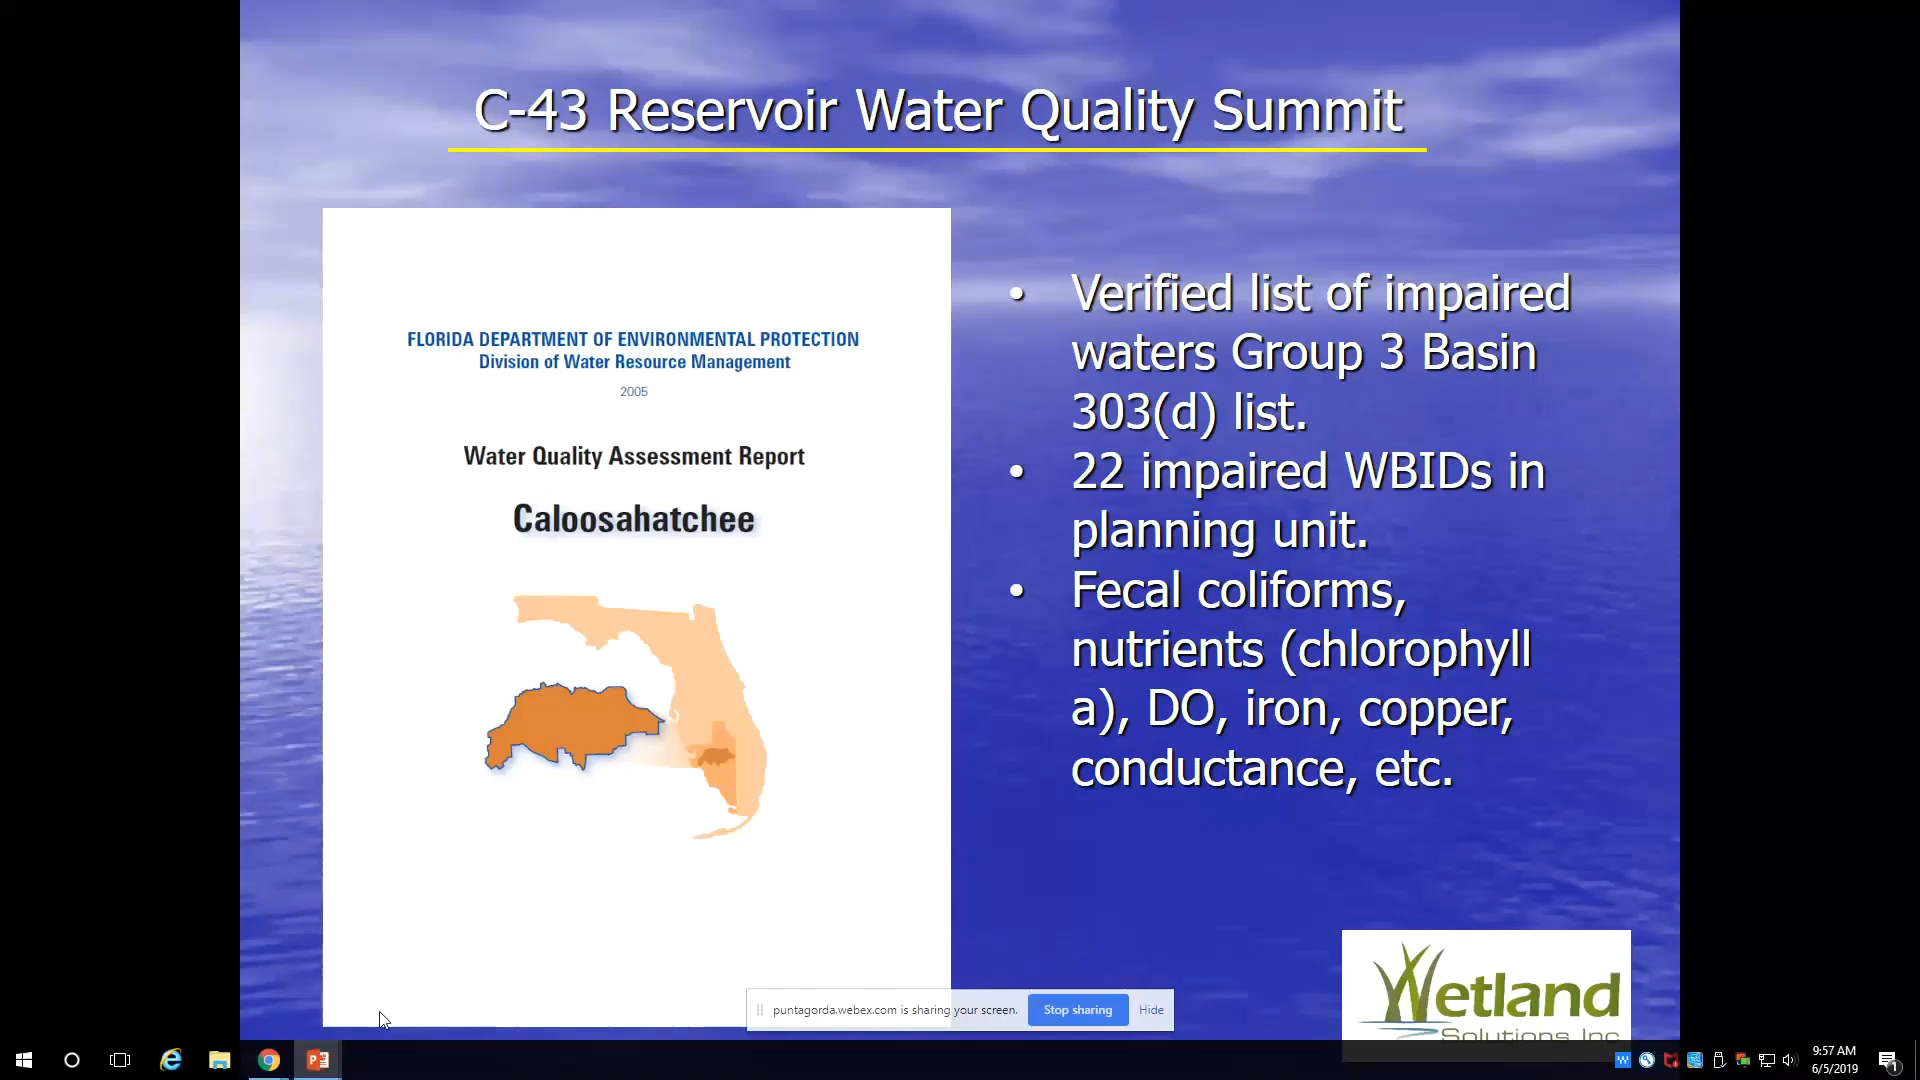 C-43 Reservoir Water Quality Summit
FLORIDA DEPARTMENT OF ENVIRONMENTAL PROTECTION
Division of Water Resource Management
2005
Water Quality Assessment Report
Caloosahatchee
• Verified list of impaired
waters Group 3 Basin
303(d) list.
• 22 impaired WBIDs in
planning unit.
• Fecal coliforms,
nutrients (chlorophyll
a), DO, iron, copper,
conductance, etc.
Wetland
Solutions Inc
puntagorda.webex.com is sharing your screen. Stop sharing Hide
9:57 AM
6/5/2019
1